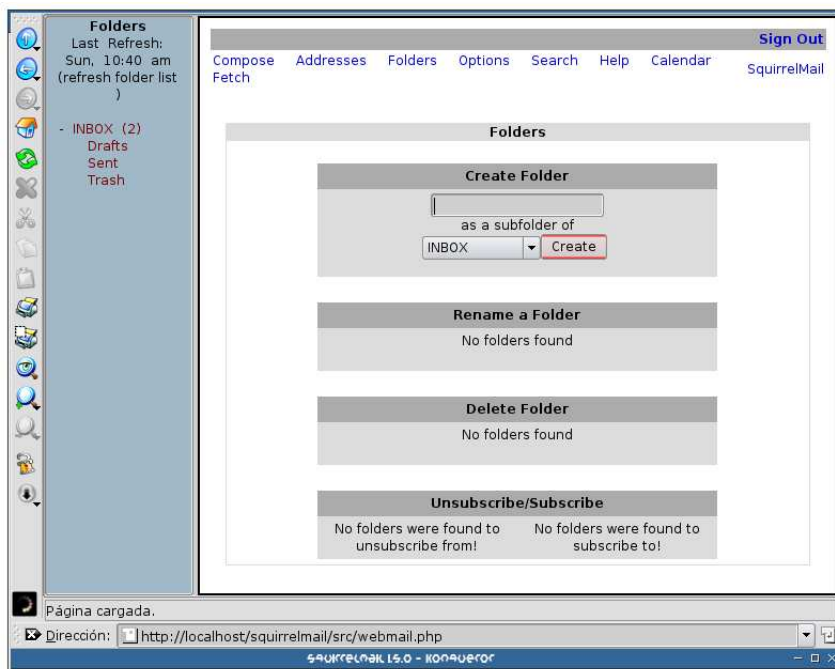 Folders
Last Refresh:
Sun, 10:40 am
(refresh folder list
)
- INBOX (2)
Drafts
Sent
Trash
Sign Out
Compose Addresses Folders Options Search Help Calendar
Fetch
SquirrelMail
Folders
Create Folder
as a subfolder of
INBOX Create
Rename a Folder
No folders found
Delete Folder
No folders found
Unsubscribe/Subscribe
No folders were found to
unsubscribe from!
No folders were found to
subscribe to!
Página cargada.
Dirección: http://localhost/squirrelmail/src/webmail.php
SquirrelMail 1.5.0 - Konqueror